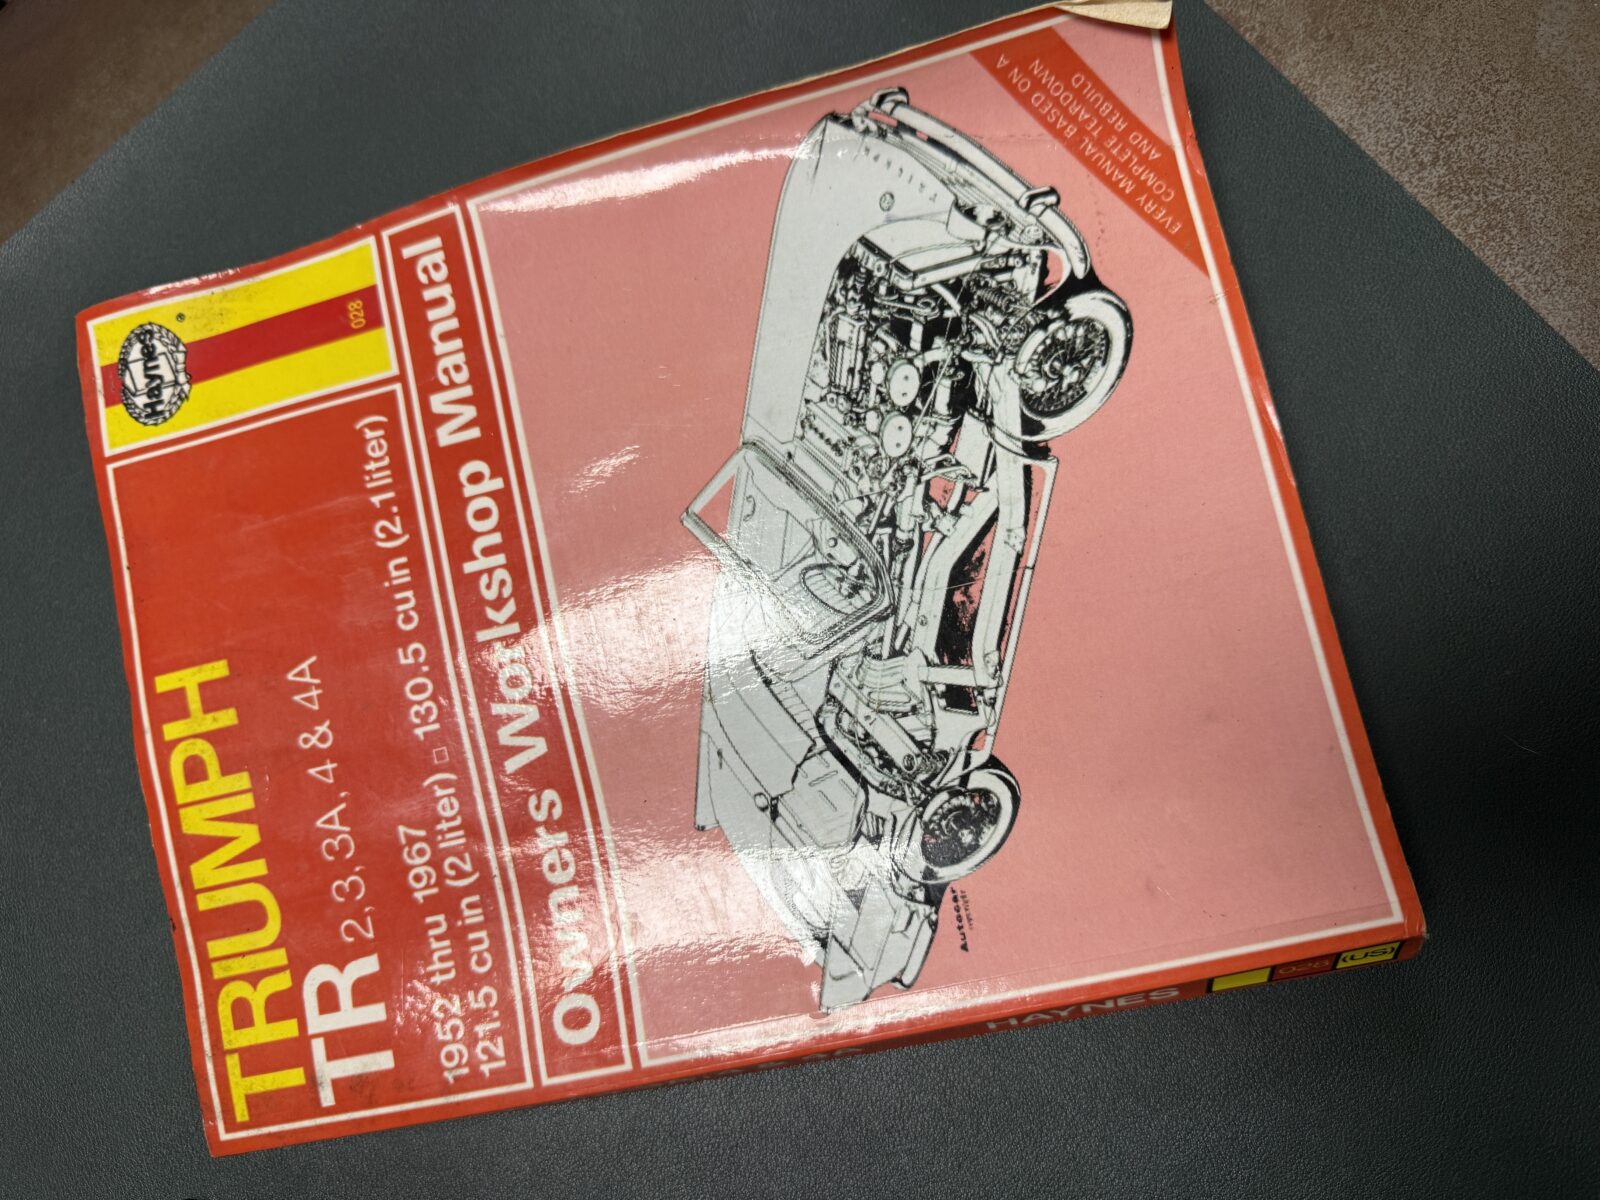 TRIUMPH
TR 2, 3, 3A, 4 & 4A
1952 thru 1967
121.5 cu in (2 liter) □ 130.5 cu in (2.1 liter)
Haynes
®
028
Owners Workshop Manual
EVERY MANUAL BASED ON A
COMPLETE TEARDOWN
AND REBUILD
TRIUMPH
Autocar
HAYNES
028
(US)